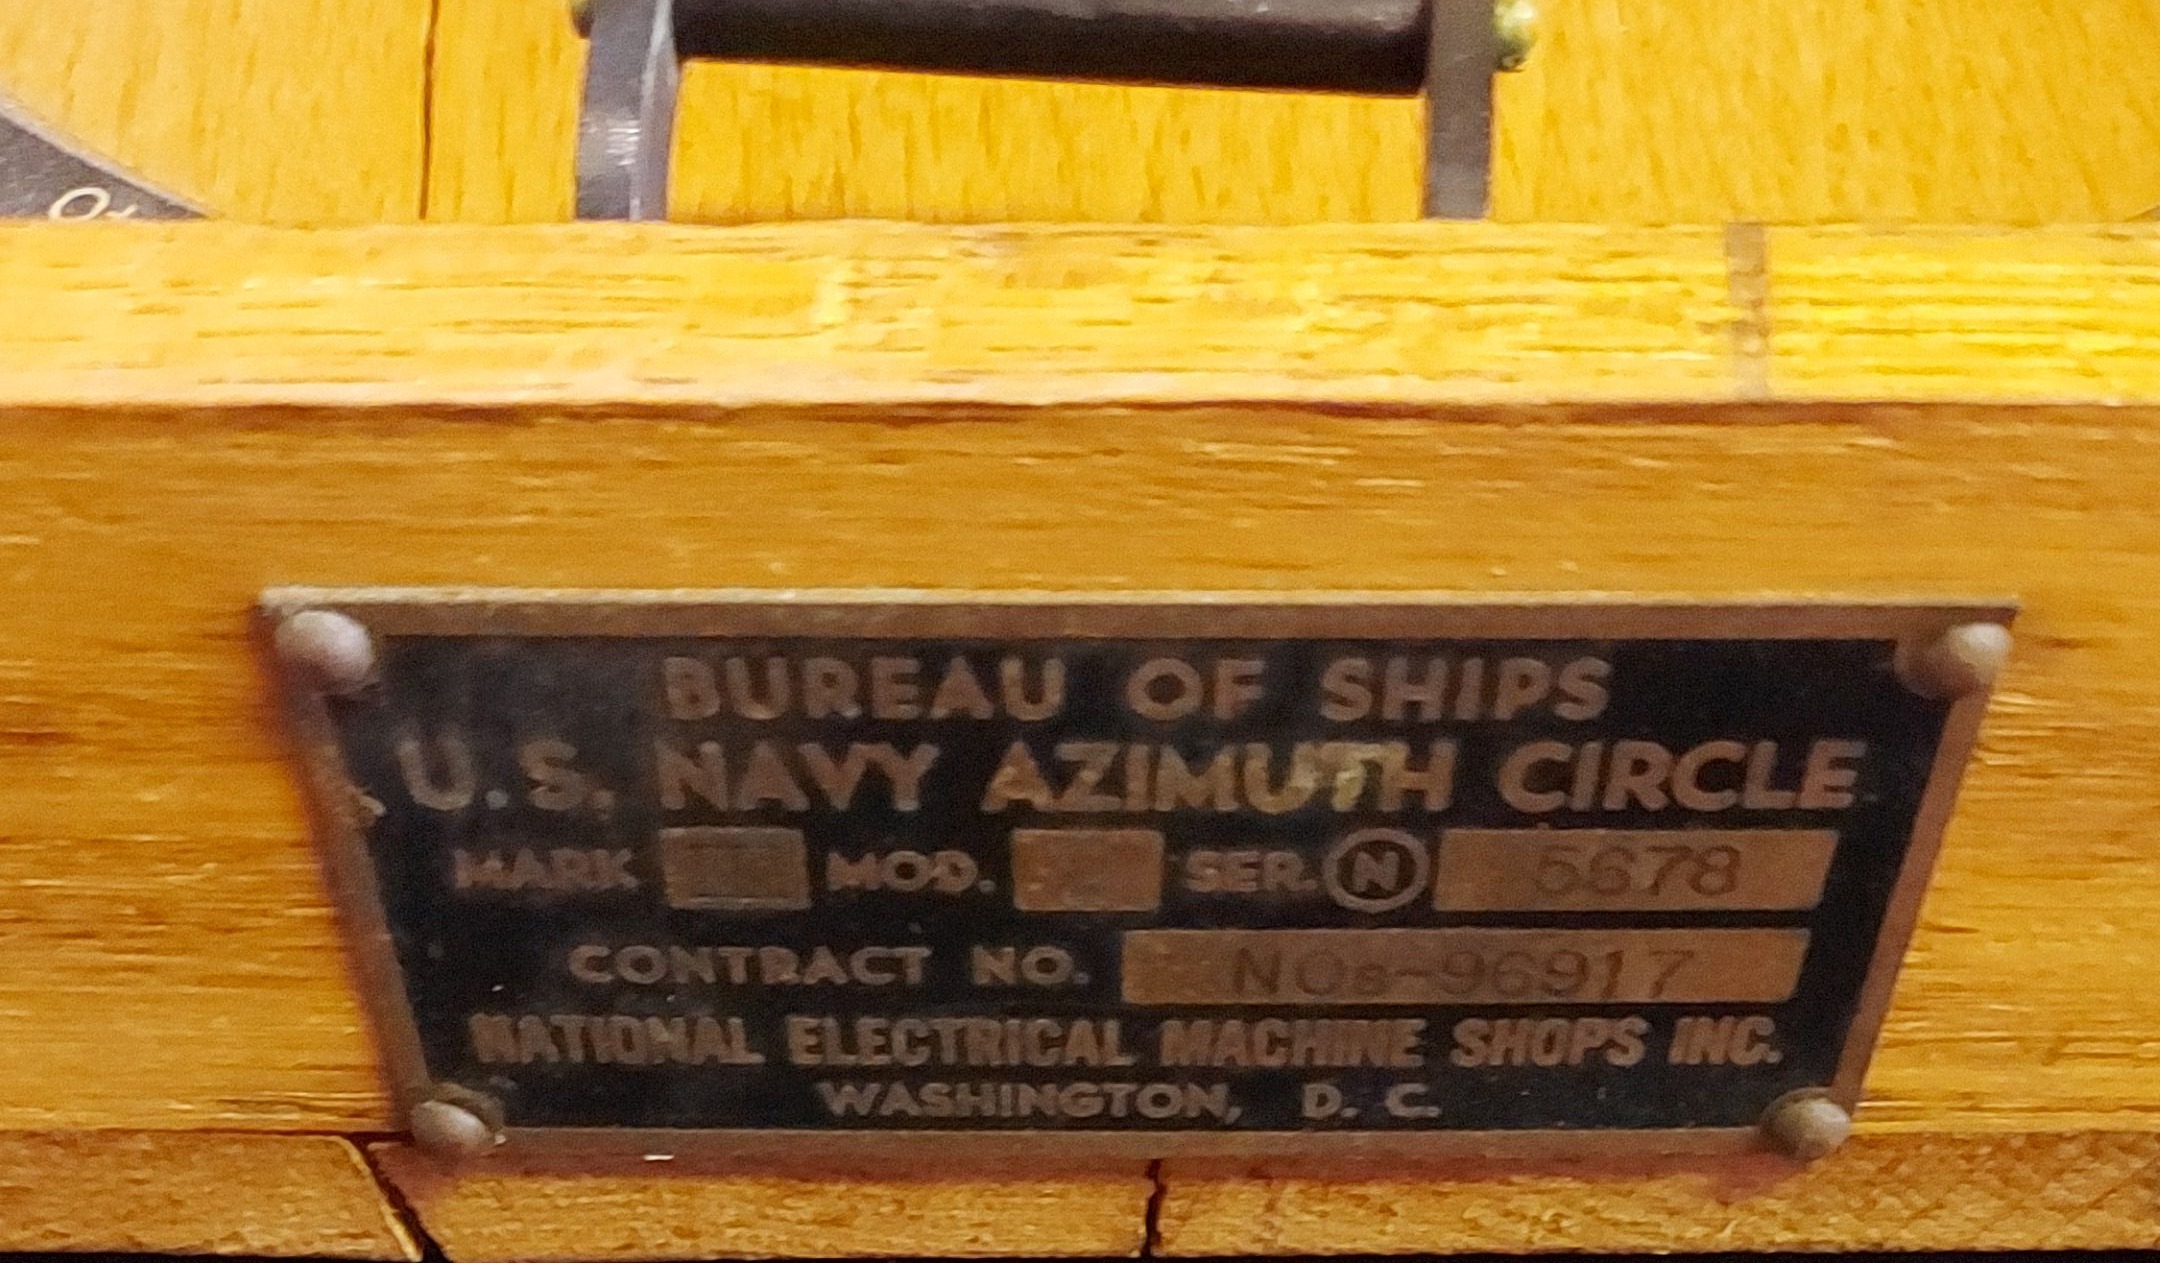 BUREAU OF SHIPS
U.S. NAVY AZIMUTH CIRCLE
MARK MOD. SER. N 5678
CONTRACT NO. NOs-96917
NATIONAL ELECTRICAL MACHINE SHOPS INC.
WASHINGTON, D. C.